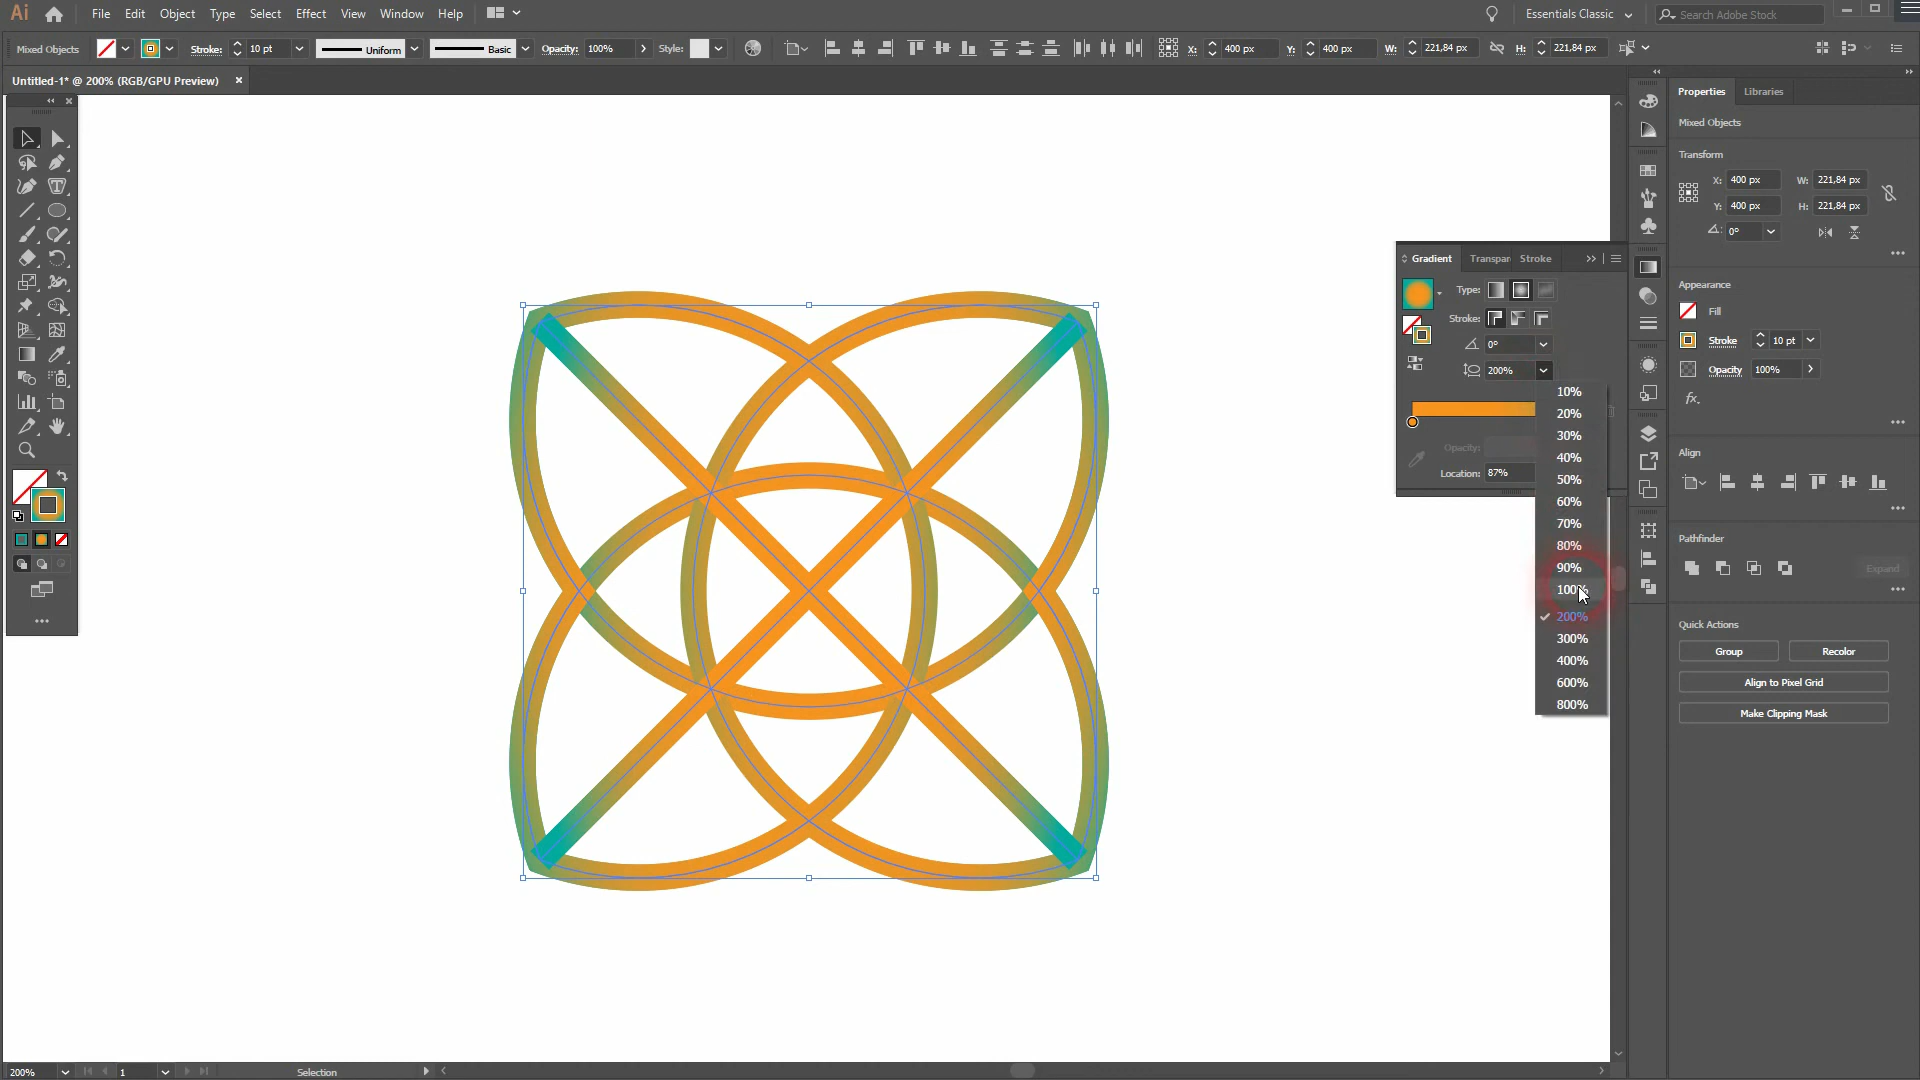 Ai File Edit Object Type Select Effect View Window Help Essentials Classic Search Adobe Stock
Mixed Objects Stroke: 10 pt Uniform Basic Opacity: 100% Style: X: 400 px Y: 400 px W: 221,84 px H: 221,84 px
Untitled-1* @ 200% (RGB/GPU Preview)
Properties Libraries
Mixed Objects
Transform
X: 400 px W: 221,84 px
Y: 400 px H: 221,84 px
0°
Appearance
Fill
Stroke 10 pt
Opacity 100%
fx.
Align
Pathfinder
Expand
Quick Actions
Group Recolor
Align to Pixel Grid
Make Clipping Mask
Gradient Transpar Stroke
Type:
Stroke:
0°
200%
Opacity:
Location: 87%
10%
20%
30%
40%
50%
60%
70%
80%
90%
100%
200%
300%
400%
600%
800%
200% 1 Selection